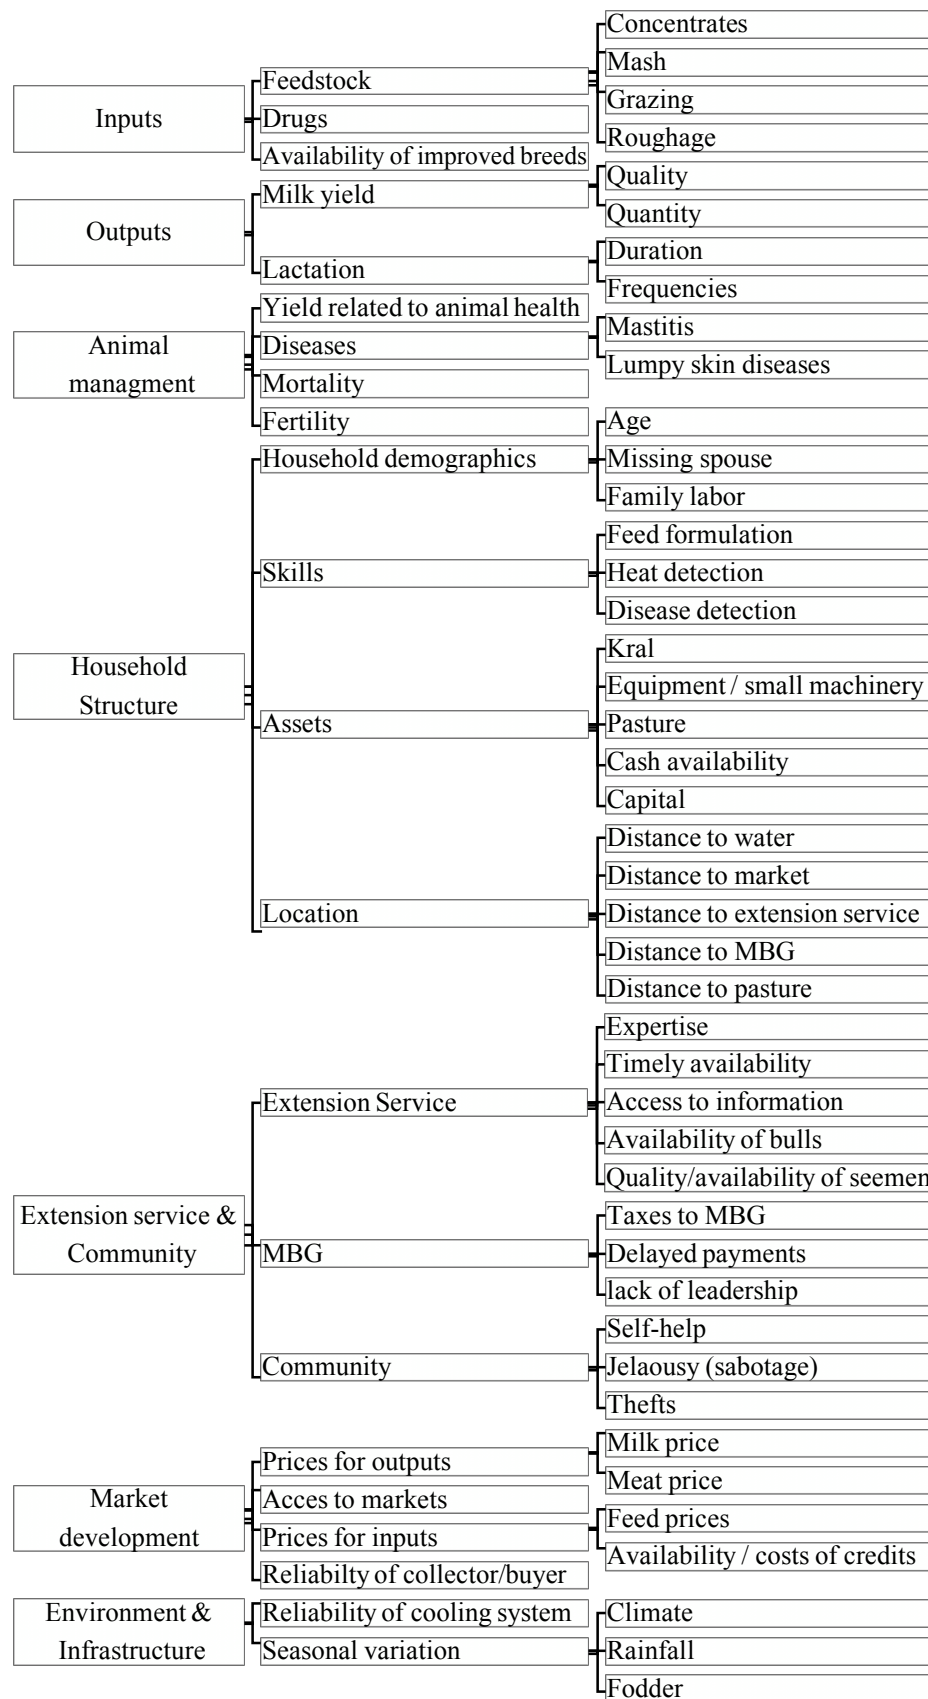 Inputs
Feedstock
Concentrates
Mash
Grazing
Roughage
Drugs
Availability of improved breeds
Outputs
Milk yield
Quality
Quantity
Lactation
Duration
Frequencies
Animal
managment
Yield related to animal health
Diseases
Mastitis
Lumpy skin diseases
Mortality
Fertility
Household
Structure
Household demographics
Age
Missing spouse
Family labor
Skills
Feed formulation
Heat detection
Disease detection
Assets
Kral
Equipment / small machinery
Pasture
Cash availability
Capital
Location
Distance to water
Distance to market
Distance to extension service
Distance to MBG
Distance to pasture
Extension service &
Community
Extension Service
Expertise
Timely availability
Access to information
Availability of bulls
Quality/availability of seemen
MBG
Taxes to MBG
Delayed payments
lack of leadership
Community
Self-help
Jelaousy (sabotage)
Thefts
Market
development
Prices for outputs
Milk price
Meat price
Acces to markets
Prices for inputs
Feed prices
Availability / costs of credits
Reliabilty of collector/buyer
Environment &
Infrastructure
Reliability of cooling system
Seasonal variation
Climate
Rainfall
Fodder